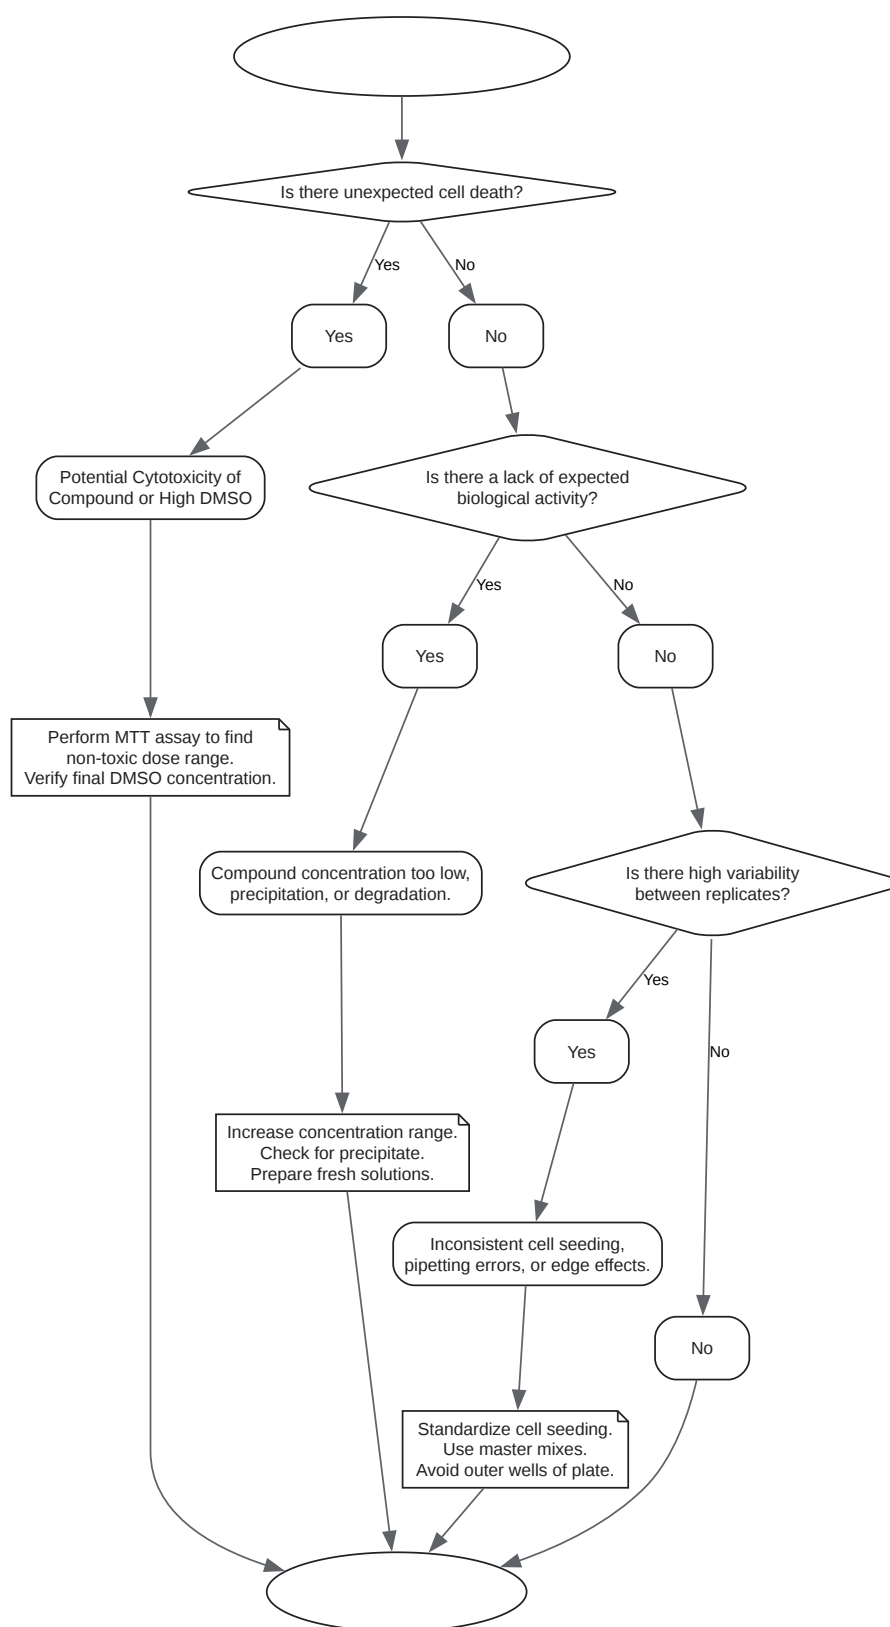 Is there unexpected cell death?
Yes
No
Yes
No
Potential Cytotoxicity of
Compound or High DMSO
Is there a lack of expected
biological activity?
Yes
No
Yes
No
Perform MTT assay to find
non-toxic dose range.
Verify final DMSO concentration.
Compound concentration too low,
precipitation, or degradation.
Is there high variability
between replicates?
Yes
No
Yes
Increase concentration range.
Check for precipitate.
Prepare fresh solutions.
Inconsistent cell seeding,
pipetting errors, or edge effects.
No
Standardize cell seeding.
Use master mixes.
Avoid outer wells of plate.